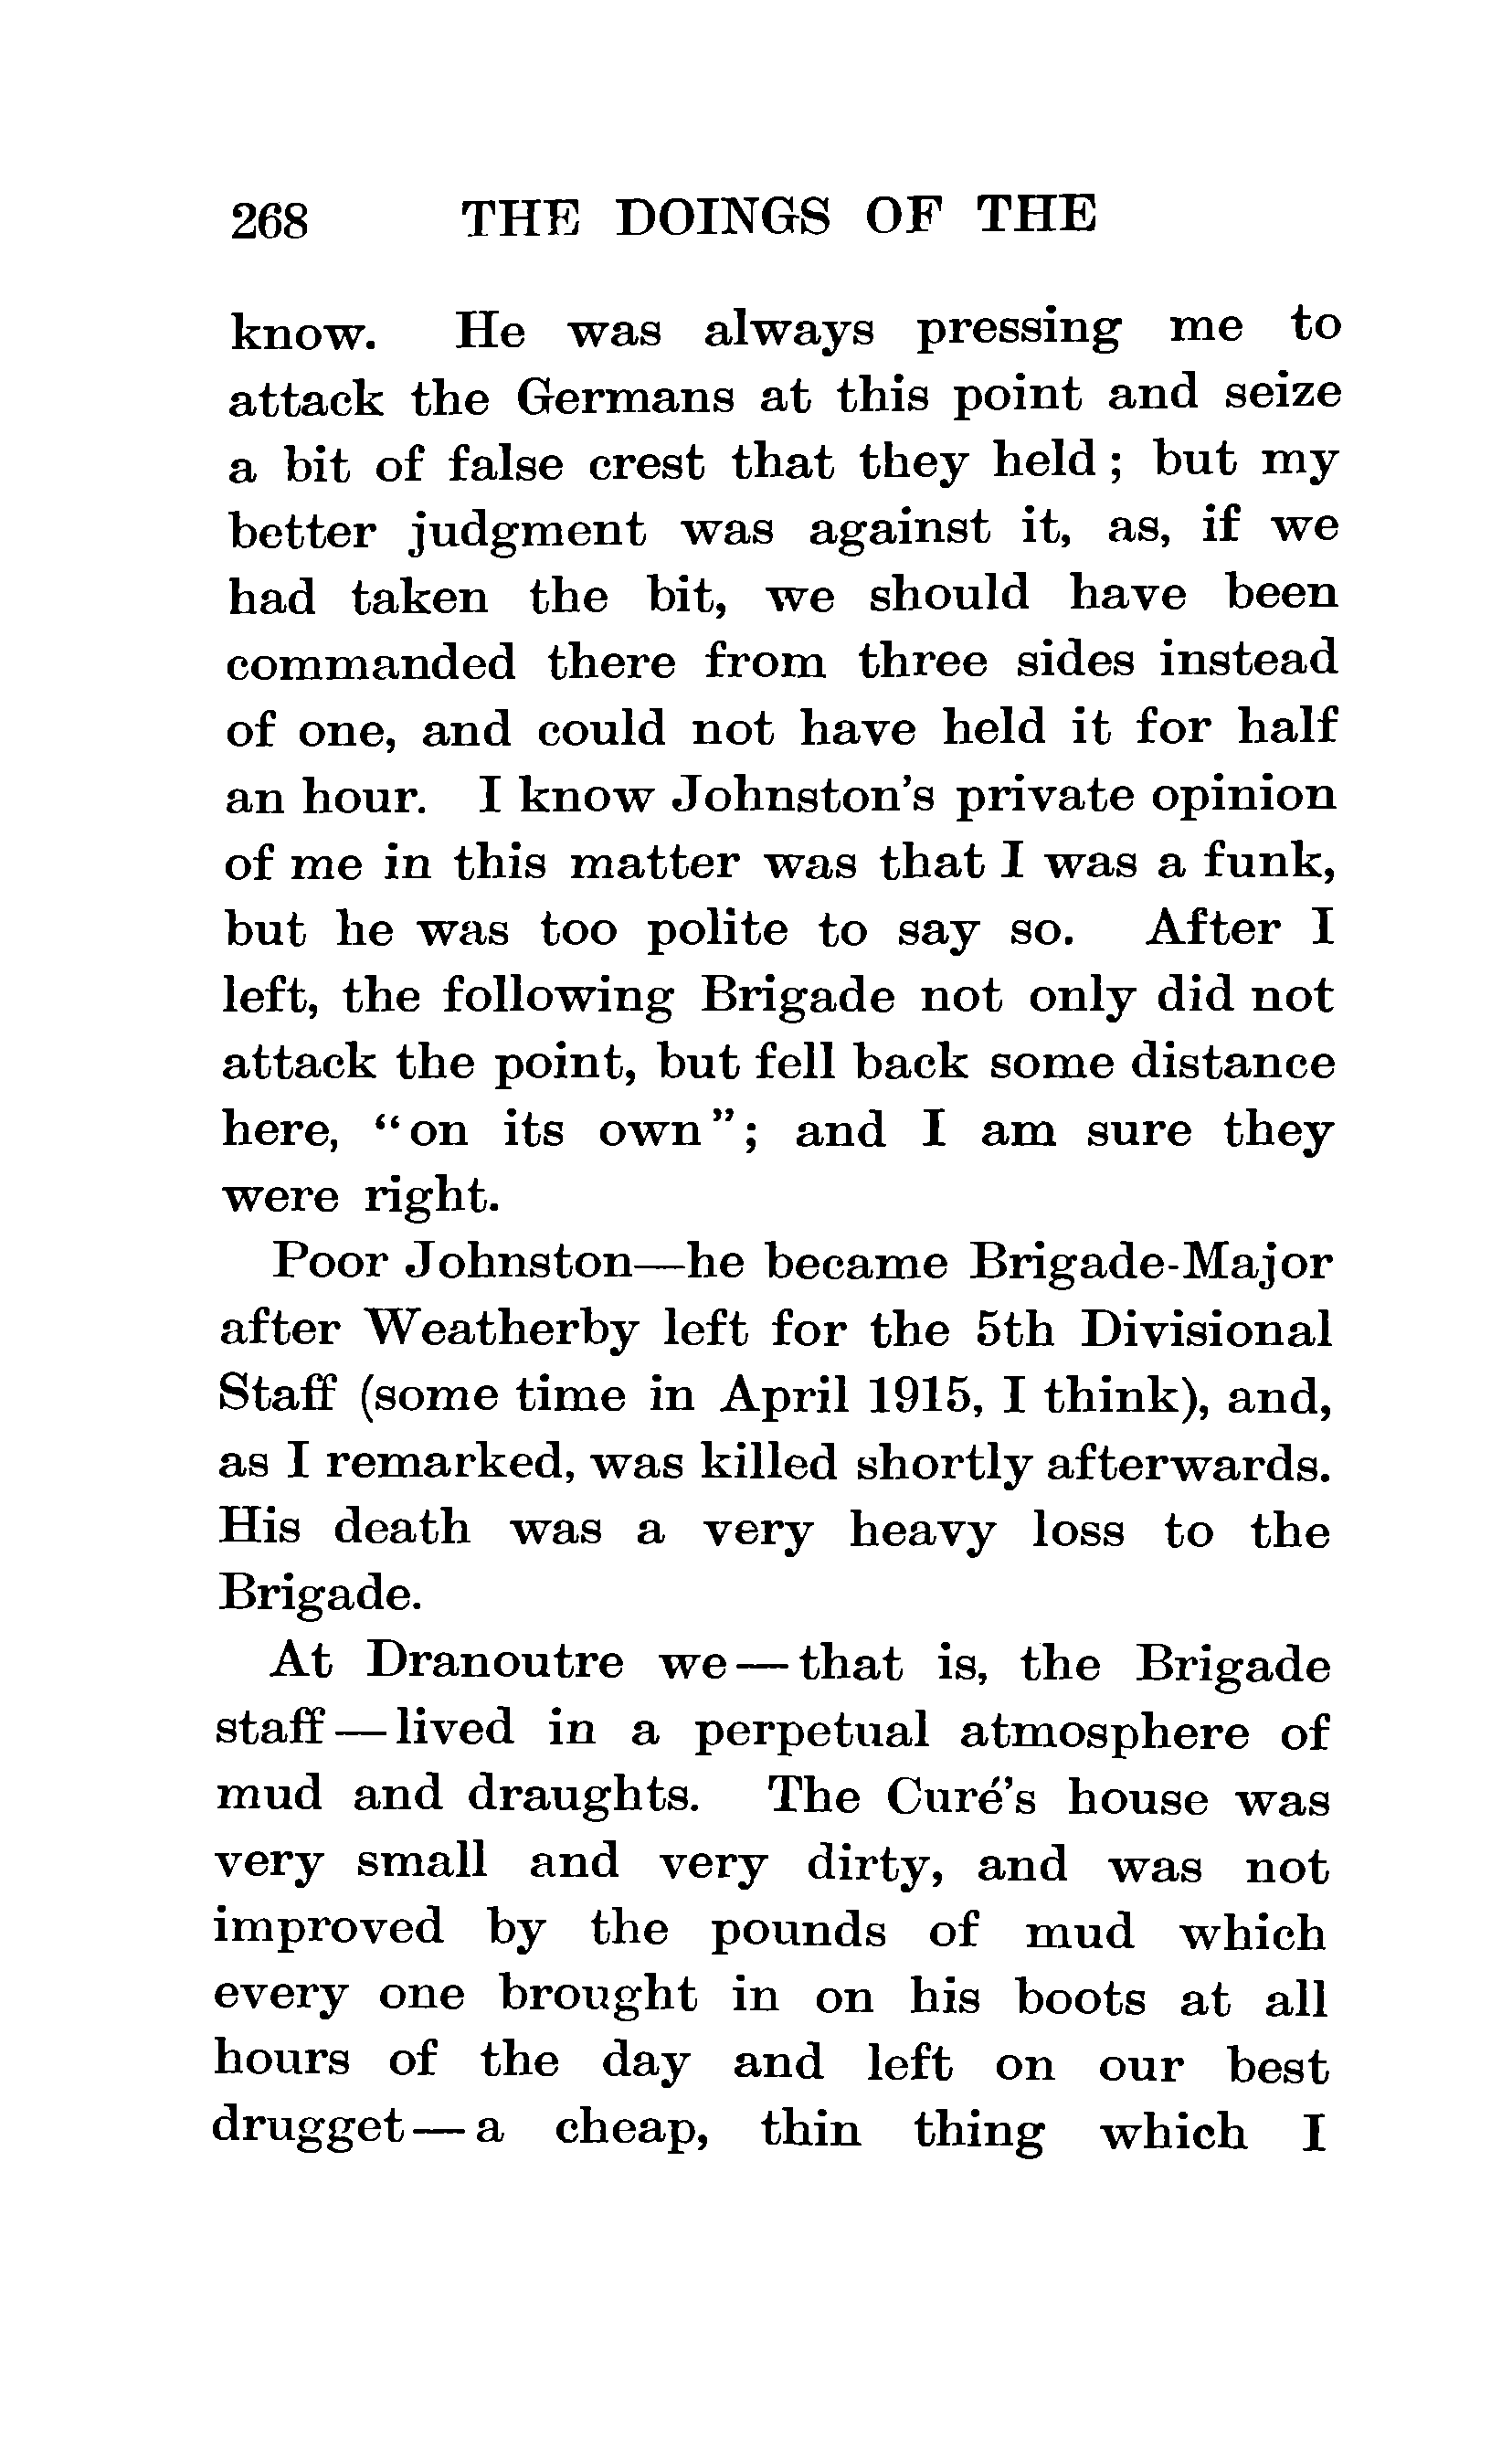 268 THE DOINGS OF THE
know. He was always pressing me to
attack the Germans at this point and seize
a bit of false crest that they held; but my
better judgment was against it, as, if we
had taken the bit, we should have been
commanded there from three sides instead
of one, and could not have held it for half
an hour. I know Johnston's private opinion
of me in this matter was that I was a funk,
but he was too polite to say so. After I
left, the following Brigade not only did not
attack the point, but fell back some distance
here, "on its own"; and I am sure they
were right.
Poor Johnston—he became Brigade-Major
after Weatherby left for the 5th Divisional
Staff (some time in April 1915, I think), and,
as I remarked, was killed shortly afterwards.
His death was a very heavy loss to the
Brigade.
At Dranoutre we—that is, the Brigade
staff—lived in a perpetual atmosphere of
mud and draughts. The Curé's house was
very small and very dirty, and was not
improved by the pounds of mud which
every one brought in on his boots at all
hours of the day and left on our best
drugget—a cheap, thin thing which I